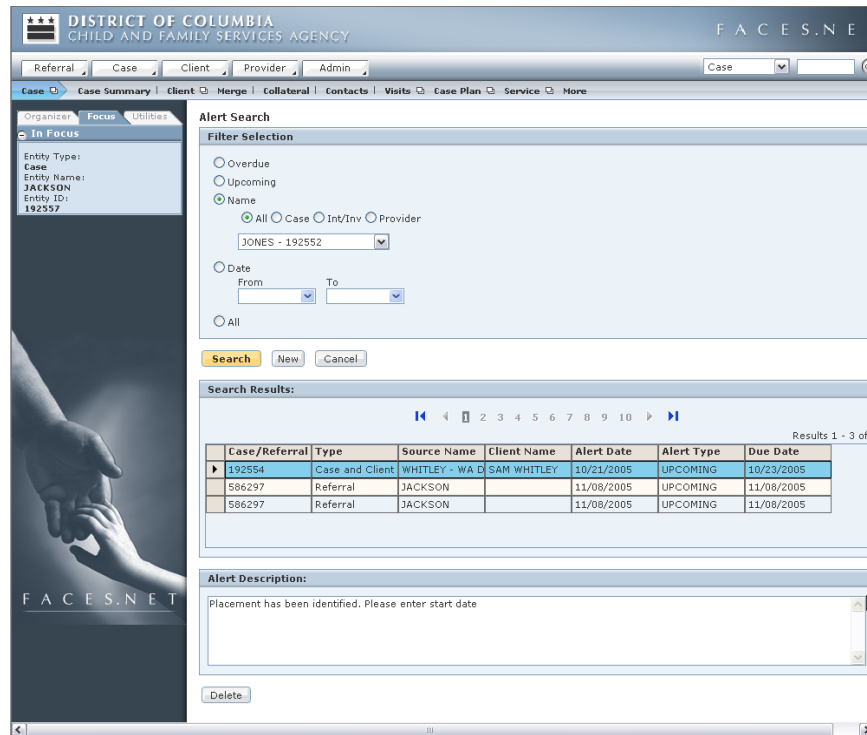 DISTRICT OF COLUMBIA
CHILD AND FAMILY SERVICES AGENCY
F A C E S.N E
Referral Case Client Provider Admin Case
Case Case Summary | Client Merge | Collateral | Contacts | Visits Case Plan Service More
Organizer Focus Utilities
In Focus
Entity Type:
Case
Entity Name:
JACKSON
Entity ID:
192557
F A C E S.N E T
Alert Search
Filter Selection
Overdue
Upcoming
Name
All Case Int/Inv Provider
JONES - 192552
Date
From To
All
Search New Cancel
Search Results:
1 2 3 4 5 6 7 8 9 10
Results 1 - 3 of
Case/Referral Type Source Name Client Name Alert Date Alert Type Due Date
192554 Case and Client WHITLEY - WA D SAM WHITLEY 10/21/2005 UPCOMING 10/23/2005
586297 Referral JACKSON 11/08/2005 UPCOMING 11/08/2005
586297 Referral JACKSON 11/08/2005 UPCOMING 11/08/2005
Alert Description:
Placement has been identified. Please enter start date
Delete